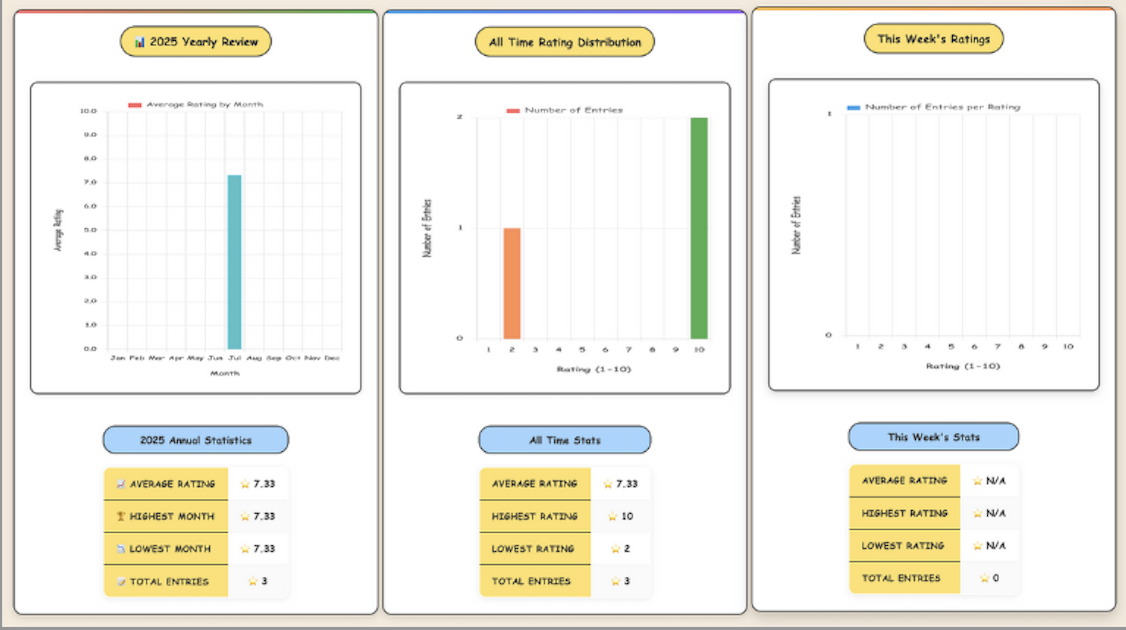 2025 Yearly Review
Average Rating by Month
10.0
9.0
8.0
7.0
6.0
5.0
4.0
3.0
2.0
1.0
0.0
Average Rating
Jan Feb Mar Apr May Jun Jul Aug Sep Oct Nov Dec
Month
2025 Annual Statistics
AVERAGE RATING 7.33
HIGHEST MONTH 7.33
LOWEST MONTH 7.33
TOTAL ENTRIES 3
All Time Rating Distribution
Number of Entries
2
1
0
Number of Entries
1 2 3 4 5 6 7 8 9 10
Rating (1-10)
All Time Stats
AVERAGE RATING 7.33
HIGHEST RATING 10
LOWEST RATING 2
TOTAL ENTRIES 3
This Week's Ratings
Number of Entries per Rating
1
0
Number of Entries
1 2 3 4 5 6 7 8 9 10
Rating (1-10)
This Week's Stats
AVERAGE RATING N/A
HIGHEST RATING N/A
LOWEST RATING N/A
TOTAL ENTRIES 0